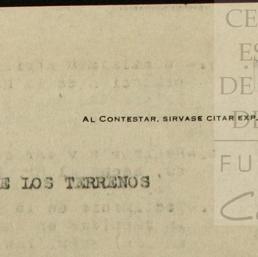 CE
ES
DE
DE
AL CONTESTAR, SIRVASE CITAR EXP.
FU
E LOS TERRENOS
C